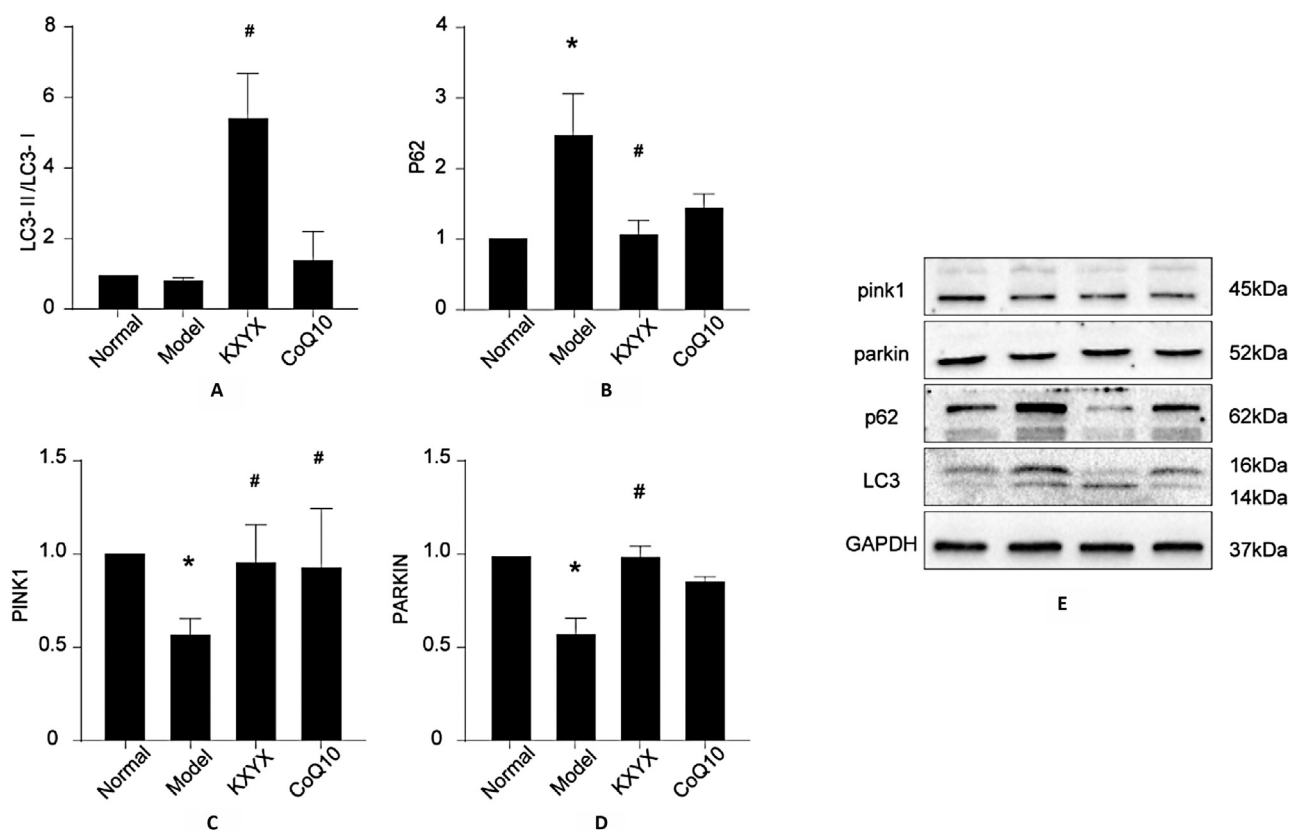 LC3-II/LC3-I
8
6
4
2
0
#
Normal
Model
KXYX
CoQ10
A
P62
4
3
2
1
0
*
#
Normal
Model
KXYX
CoQ10
B
PINK1
1.5
1.0
0.5
0
*
#
#
Normal
Model
KXYX
CoQ10
C
PARKIN
1.5
1.0
0.5
0
*
#
Normal
Model
KXYX
CoQ10
D
pink1 45kDa
parkin 52kDa
p62 62kDa
LC3 16kDa
14kDa
GAPDH 37kDa
E